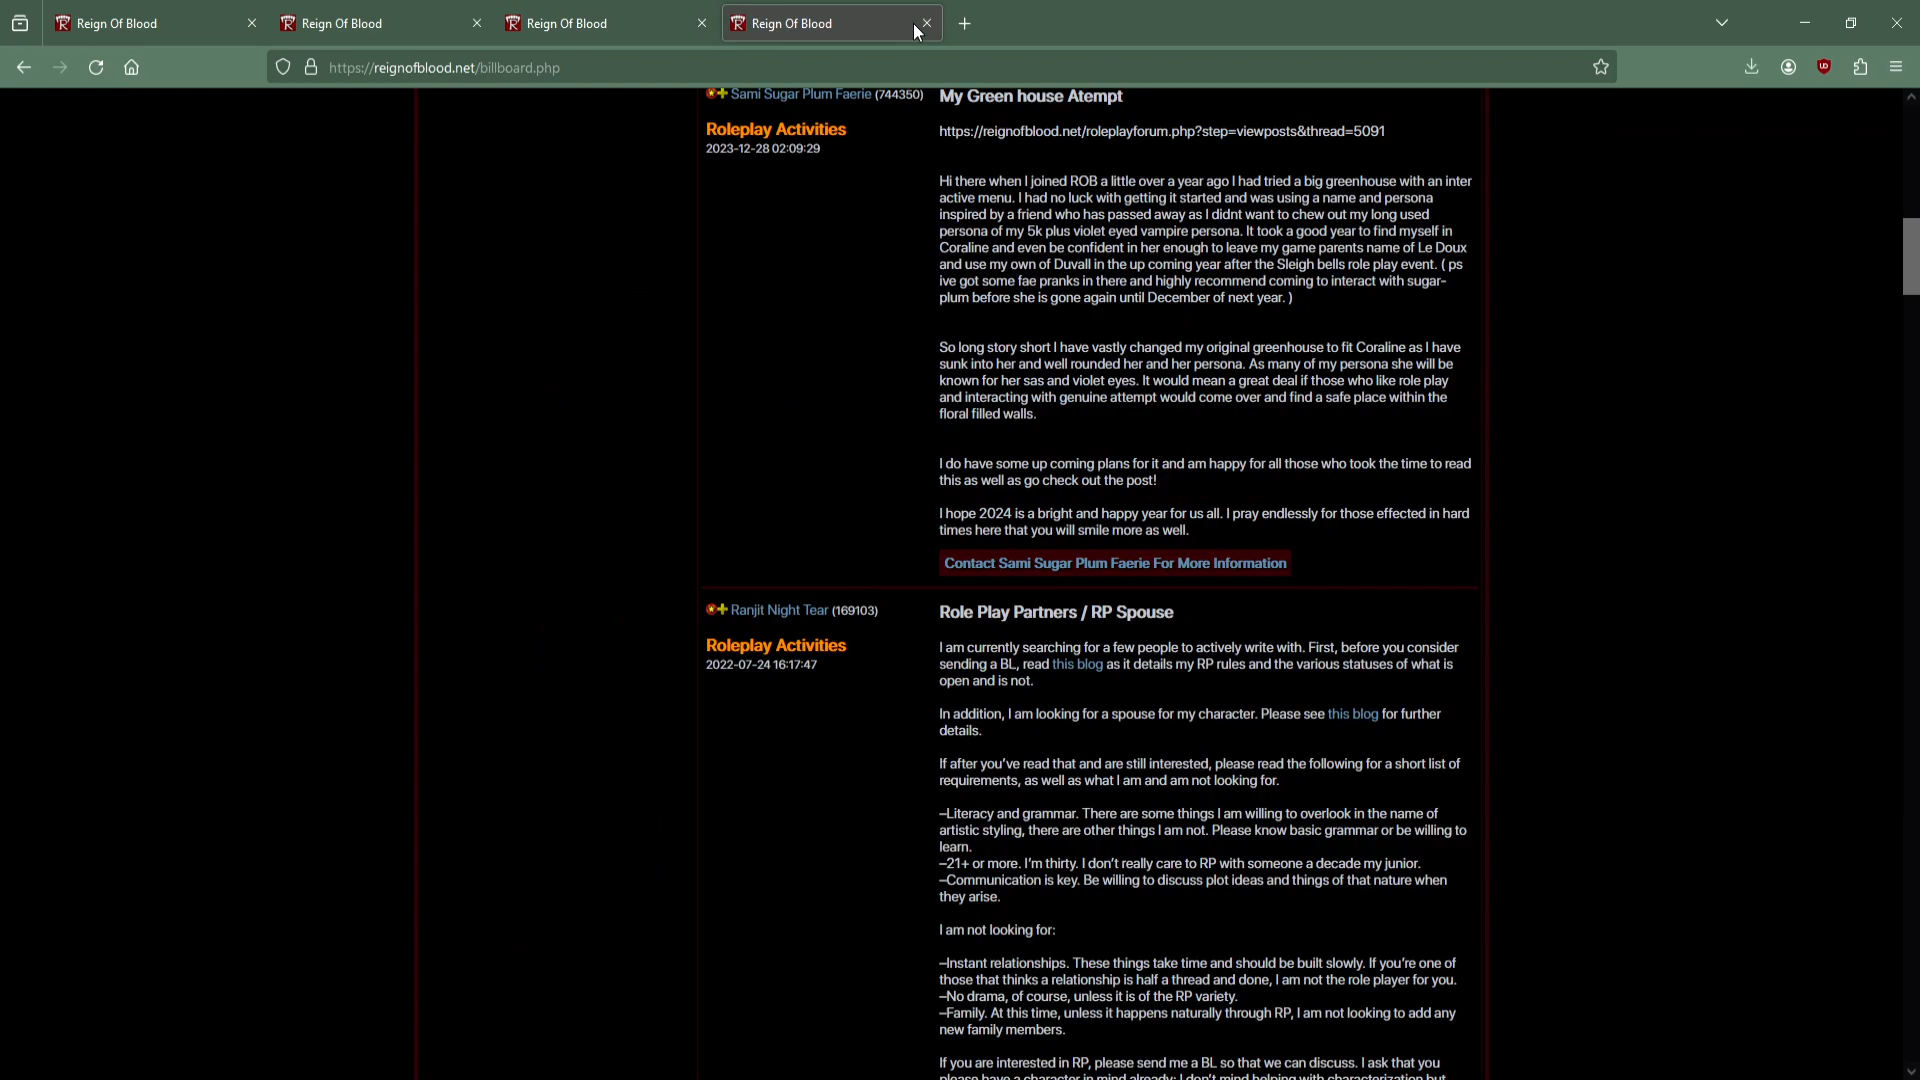 Reign Of Blood
Reign Of Blood
Reign Of Blood
Reign Of Blood
https://reignofblood.net/billboard.php
Sami Sugar Plum Faerie (744350)
My Green house Atempt
Roleplay Activities
2023-12-28 02:09:29
https://reignofblood.net/roleplayforum.php?step=viewposts&thread=5091
Hi there when I joined ROB a little over a year ago I had tried a big greenhouse with an inter
active menu. I had no luck with getting it started and was using a name and persona
inspired by a friend who has passed away as I didnt want to chew out my long used
persona of my 5k plus violet eyed vampire persona. It took a good year to find myself in
Coraline and even be confident in her enough to leave my game parents name of Le Doux
and use my own of Duvall in the up coming year after the Sleigh bells role play event. ( ps
ive got some fae pranks in there and highly recommend coming to interact with sugar-
plum before she is gone again until December of next year. )
So long story short I have vastly changed my original greenhouse to fit Coraline as I have
sunk into her and well rounded her and her persona. As many of my persona she will be
known for her sas and violet eyes. It would mean a great deal if those who like role play
and interacting with genuine attempt would come over and find a safe place within the
floral filled walls.
I do have some up coming plans for it and am happy for all those who took the time to read
this as well as go check out the post!
I hope 2024 is a bright and happy year for us all. I pray endlessly for those effected in hard
times here that you will smile more as well.
Contact Sami Sugar Plum Faerie For More Information
Ranjit Night Tear (169103)
Role Play Partners / RP Spouse
Roleplay Activities
2022-07-24 16:17:47
I am currently searching for a few people to actively write with. First, before you consider
sending a BL, read this blog as it details my RP rules and the various statuses of what is
open and is not.
In addition, I am looking for a spouse for my character. Please see this blog for further
details.
If after you've read that and are still interested, please read the following for a short list of
requirements, as well as what I am and am not looking for.
–Literacy and grammar. There are some things I am willing to overlook in the name of
artistic styling, there are other things I am not. Please know basic grammar or be willing to
learn.
–21+ or more. I'm thirty. I don't really care to RP with someone a decade my junior.
–Communication is key. Be willing to discuss plot ideas and things of that nature when
they arise.
I am not looking for:
–Instant relationships. These things take time and should be built slowly. If you're one of
those that thinks a relationship is half a thread and done, I am not the role player for you.
–No drama, of course, unless it is of the RP variety.
–Family. At this time, unless it happens naturally through RP, I am not looking to add any
new family members.
If you are interested in RP, please send me a BL so that we can discuss. I ask that you
please have a character in mind already; I don't mind helping with characterization but